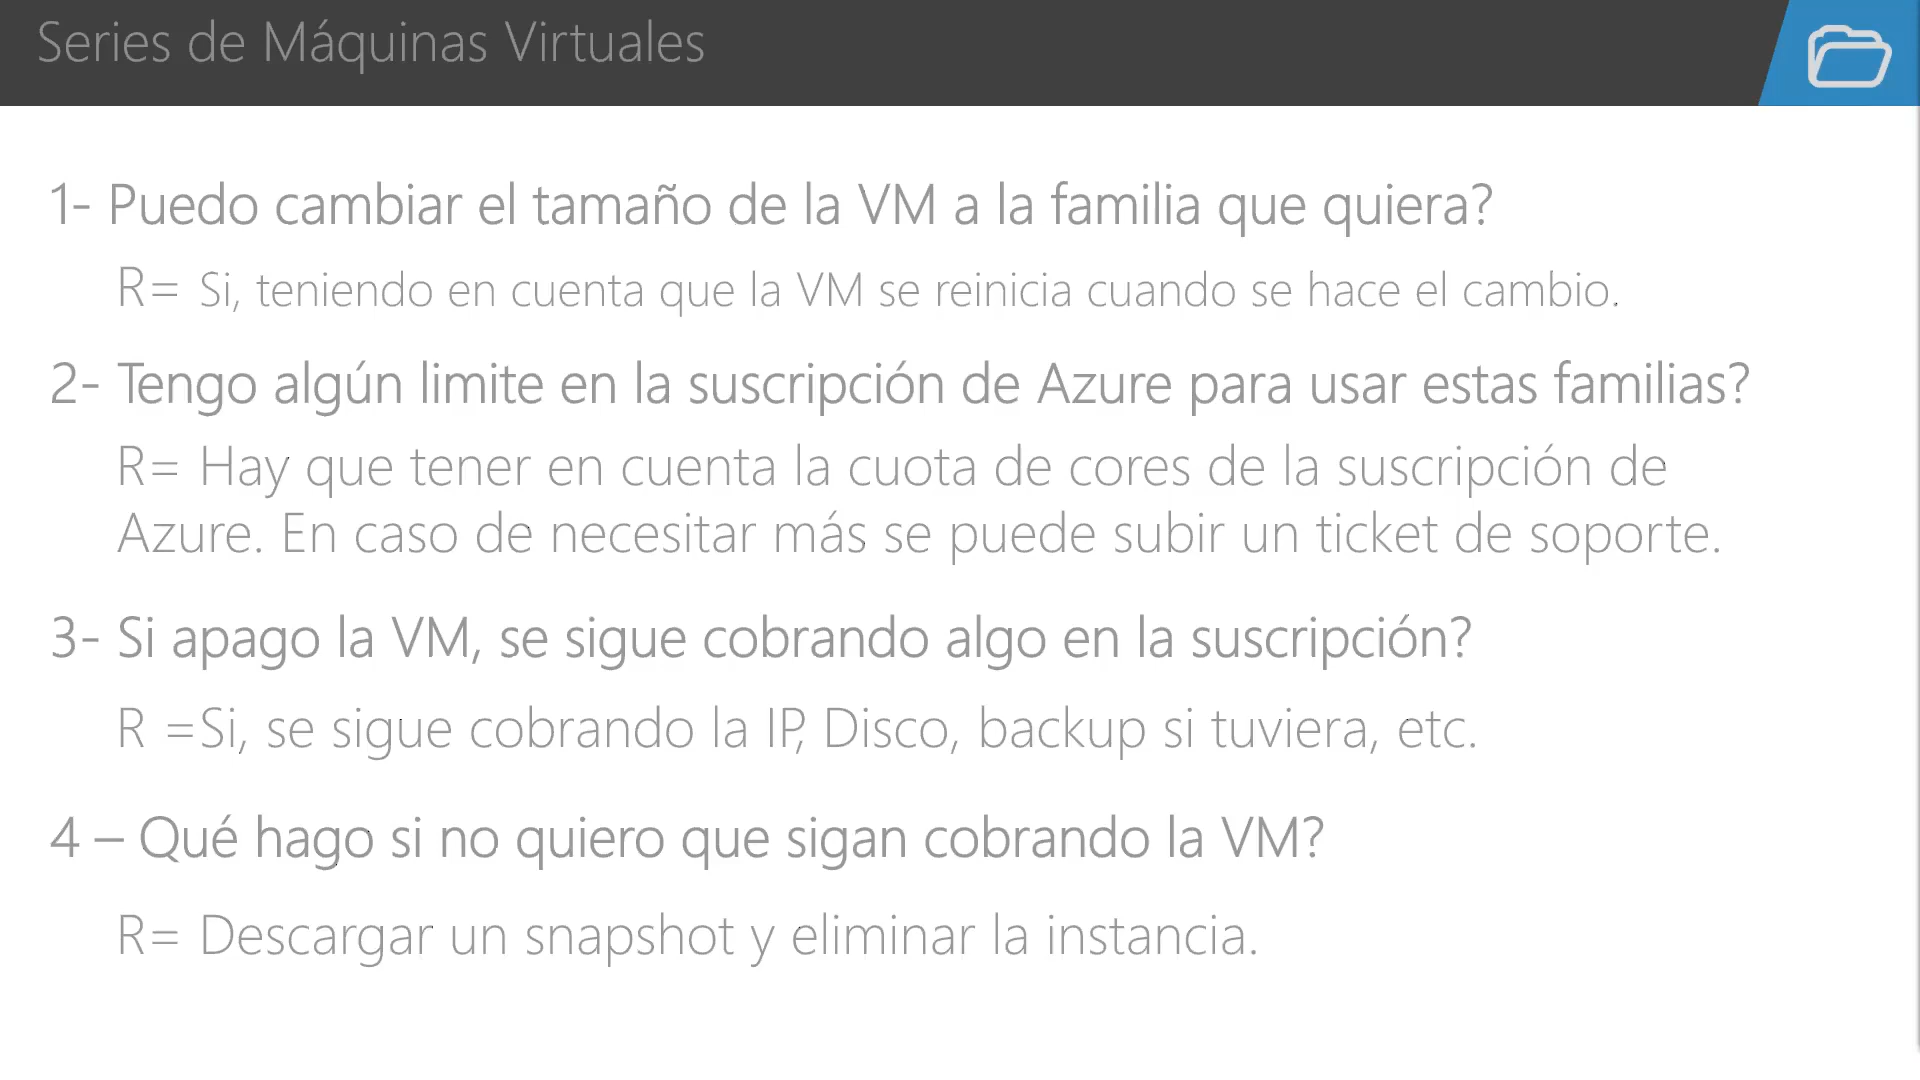 Series de Máquinas Virtuales
1- Puedo cambiar el tamaño de la VM a la familia que quiera?
R= Si, teniendo en cuenta que la VM se reinicia cuando se hace el cambio.
2- Tengo algún limite en la suscripción de Azure para usar estas familias?
R= Hay que tener en cuenta la cuota de cores de la suscripción de
Azure. En caso de necesitar más se puede subir un ticket de soporte.
3- Si apago la VM, se sigue cobrando algo en la suscripción?
R =Si, se sigue cobrando la IP, Disco, backup si tuviera, etc.
4 – Qué hago si no quiero que sigan cobrando la VM?
R= Descargar un snapshot y eliminar la instancia.